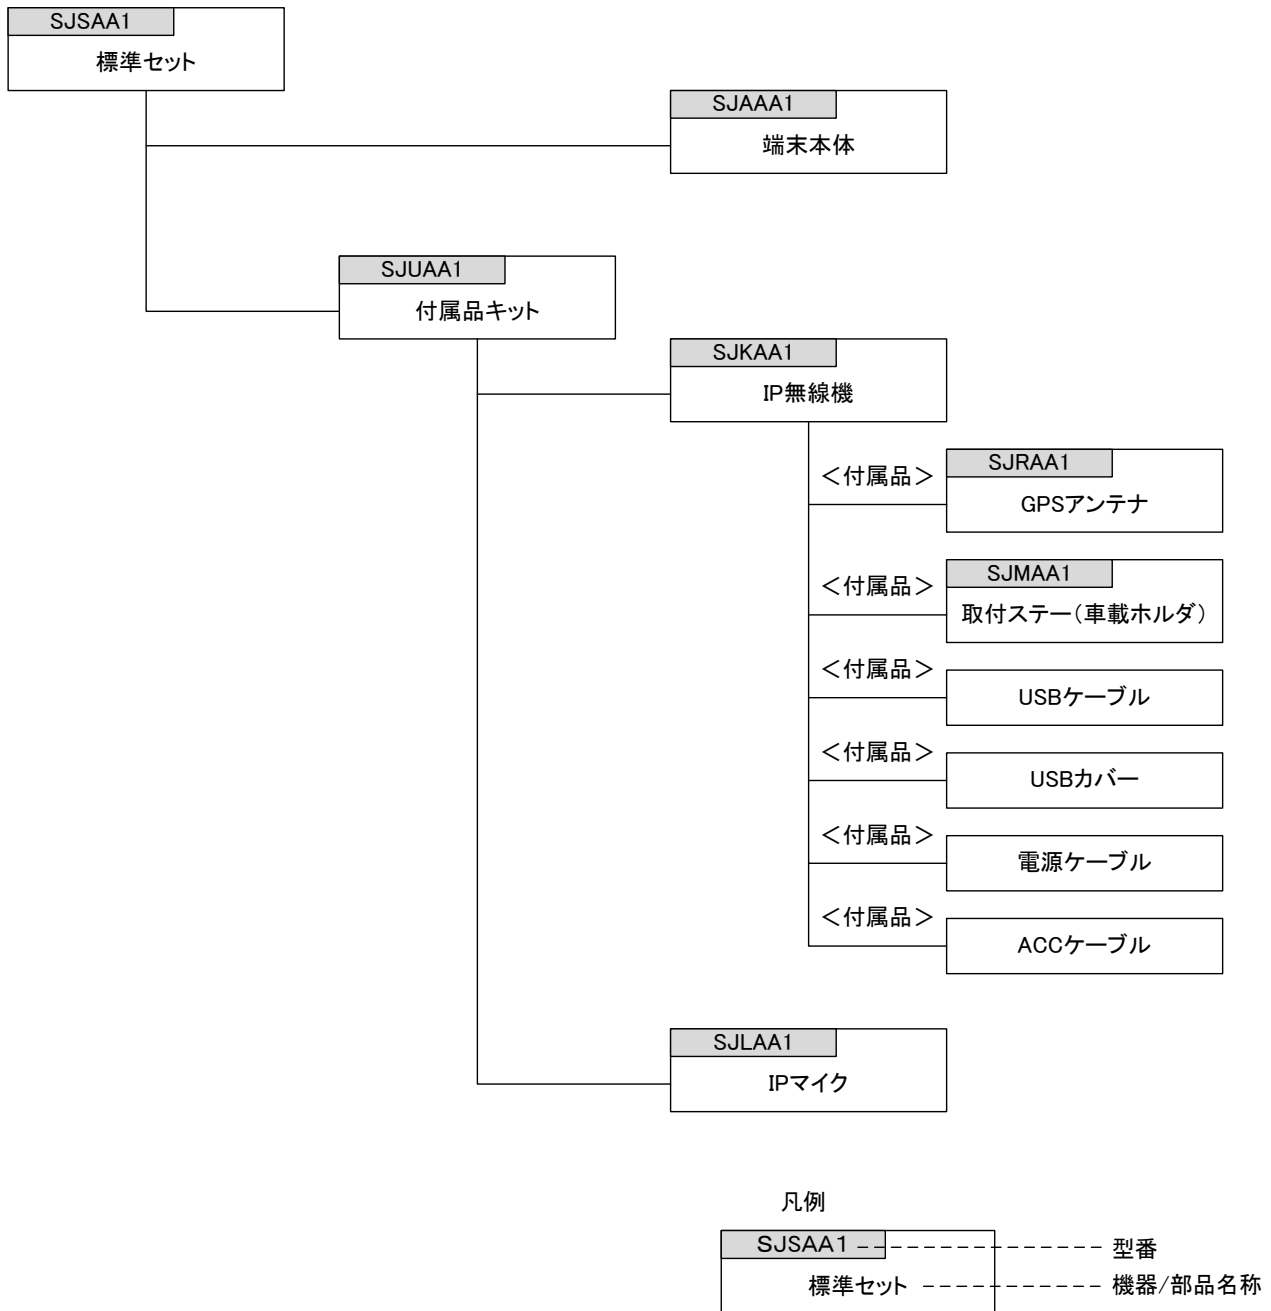 SJSAA1
標準セット
SJAAA1
端末本体
SJUAA1
付属品キット
SJKAA1
IP無線機
＜付属品＞
SJRAA1
GPSアンテナ
＜付属品＞
SJMAA1
取付ステー（車載ホルダ）
＜付属品＞
USBケーブル
＜付属品＞
USBカバー
＜付属品＞
電源ケーブル
＜付属品＞
ACCケーブル
SJLAA1
IPマイク
凡例
SJSAA1
型番
標準セット
機器/部品名称